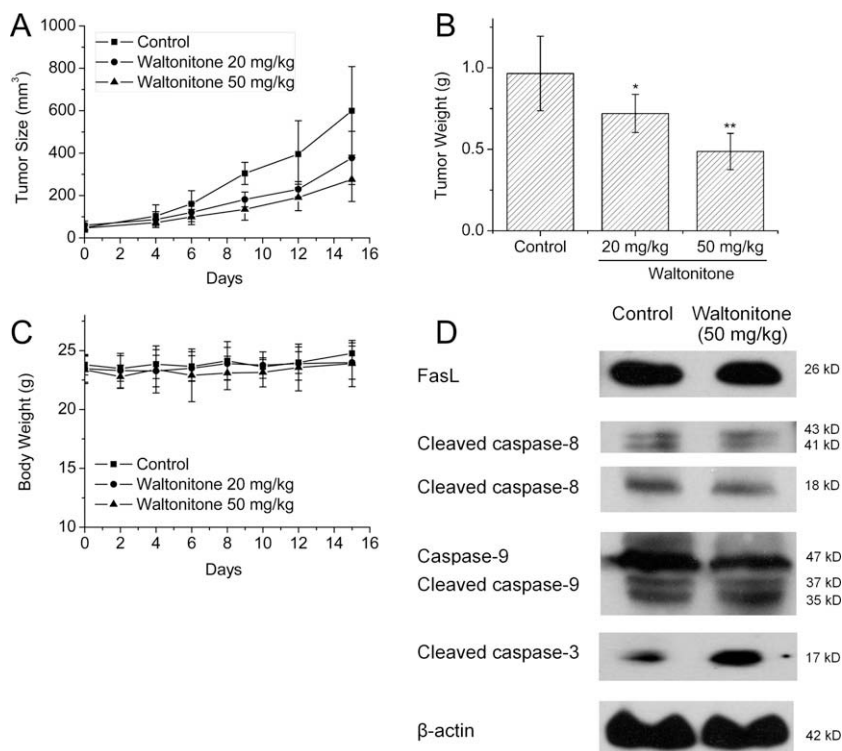 A
Control
Waltonitone 20 mg/kg
Waltonitone 50 mg/kg
1000
800
600
400
200
0
Tumor Size (mm³)
0 2 4 6 8 10 12 14 16
Days
B
1.0
0.5
0.0
Tumor Weight (g)
*
**
Control 20 mg/kg 50 mg/kg
Waltonitone
C
25
20
15
10
Body Weight (g)
Control
Waltonitone 20 mg/kg
Waltonitone 50 mg/kg
0 2 4 6 8 10 12 14 16
Days
D
Control Waltonitone
(50 mg/kg)
FasL 26 kD
43 kD
Cleaved caspase-8 41 kD
Cleaved caspase-8 18 kD
Caspase-9 47 kD
Cleaved caspase-9 37 kD
35 kD
Cleaved caspase-3 17 kD
β-actin 42 kD